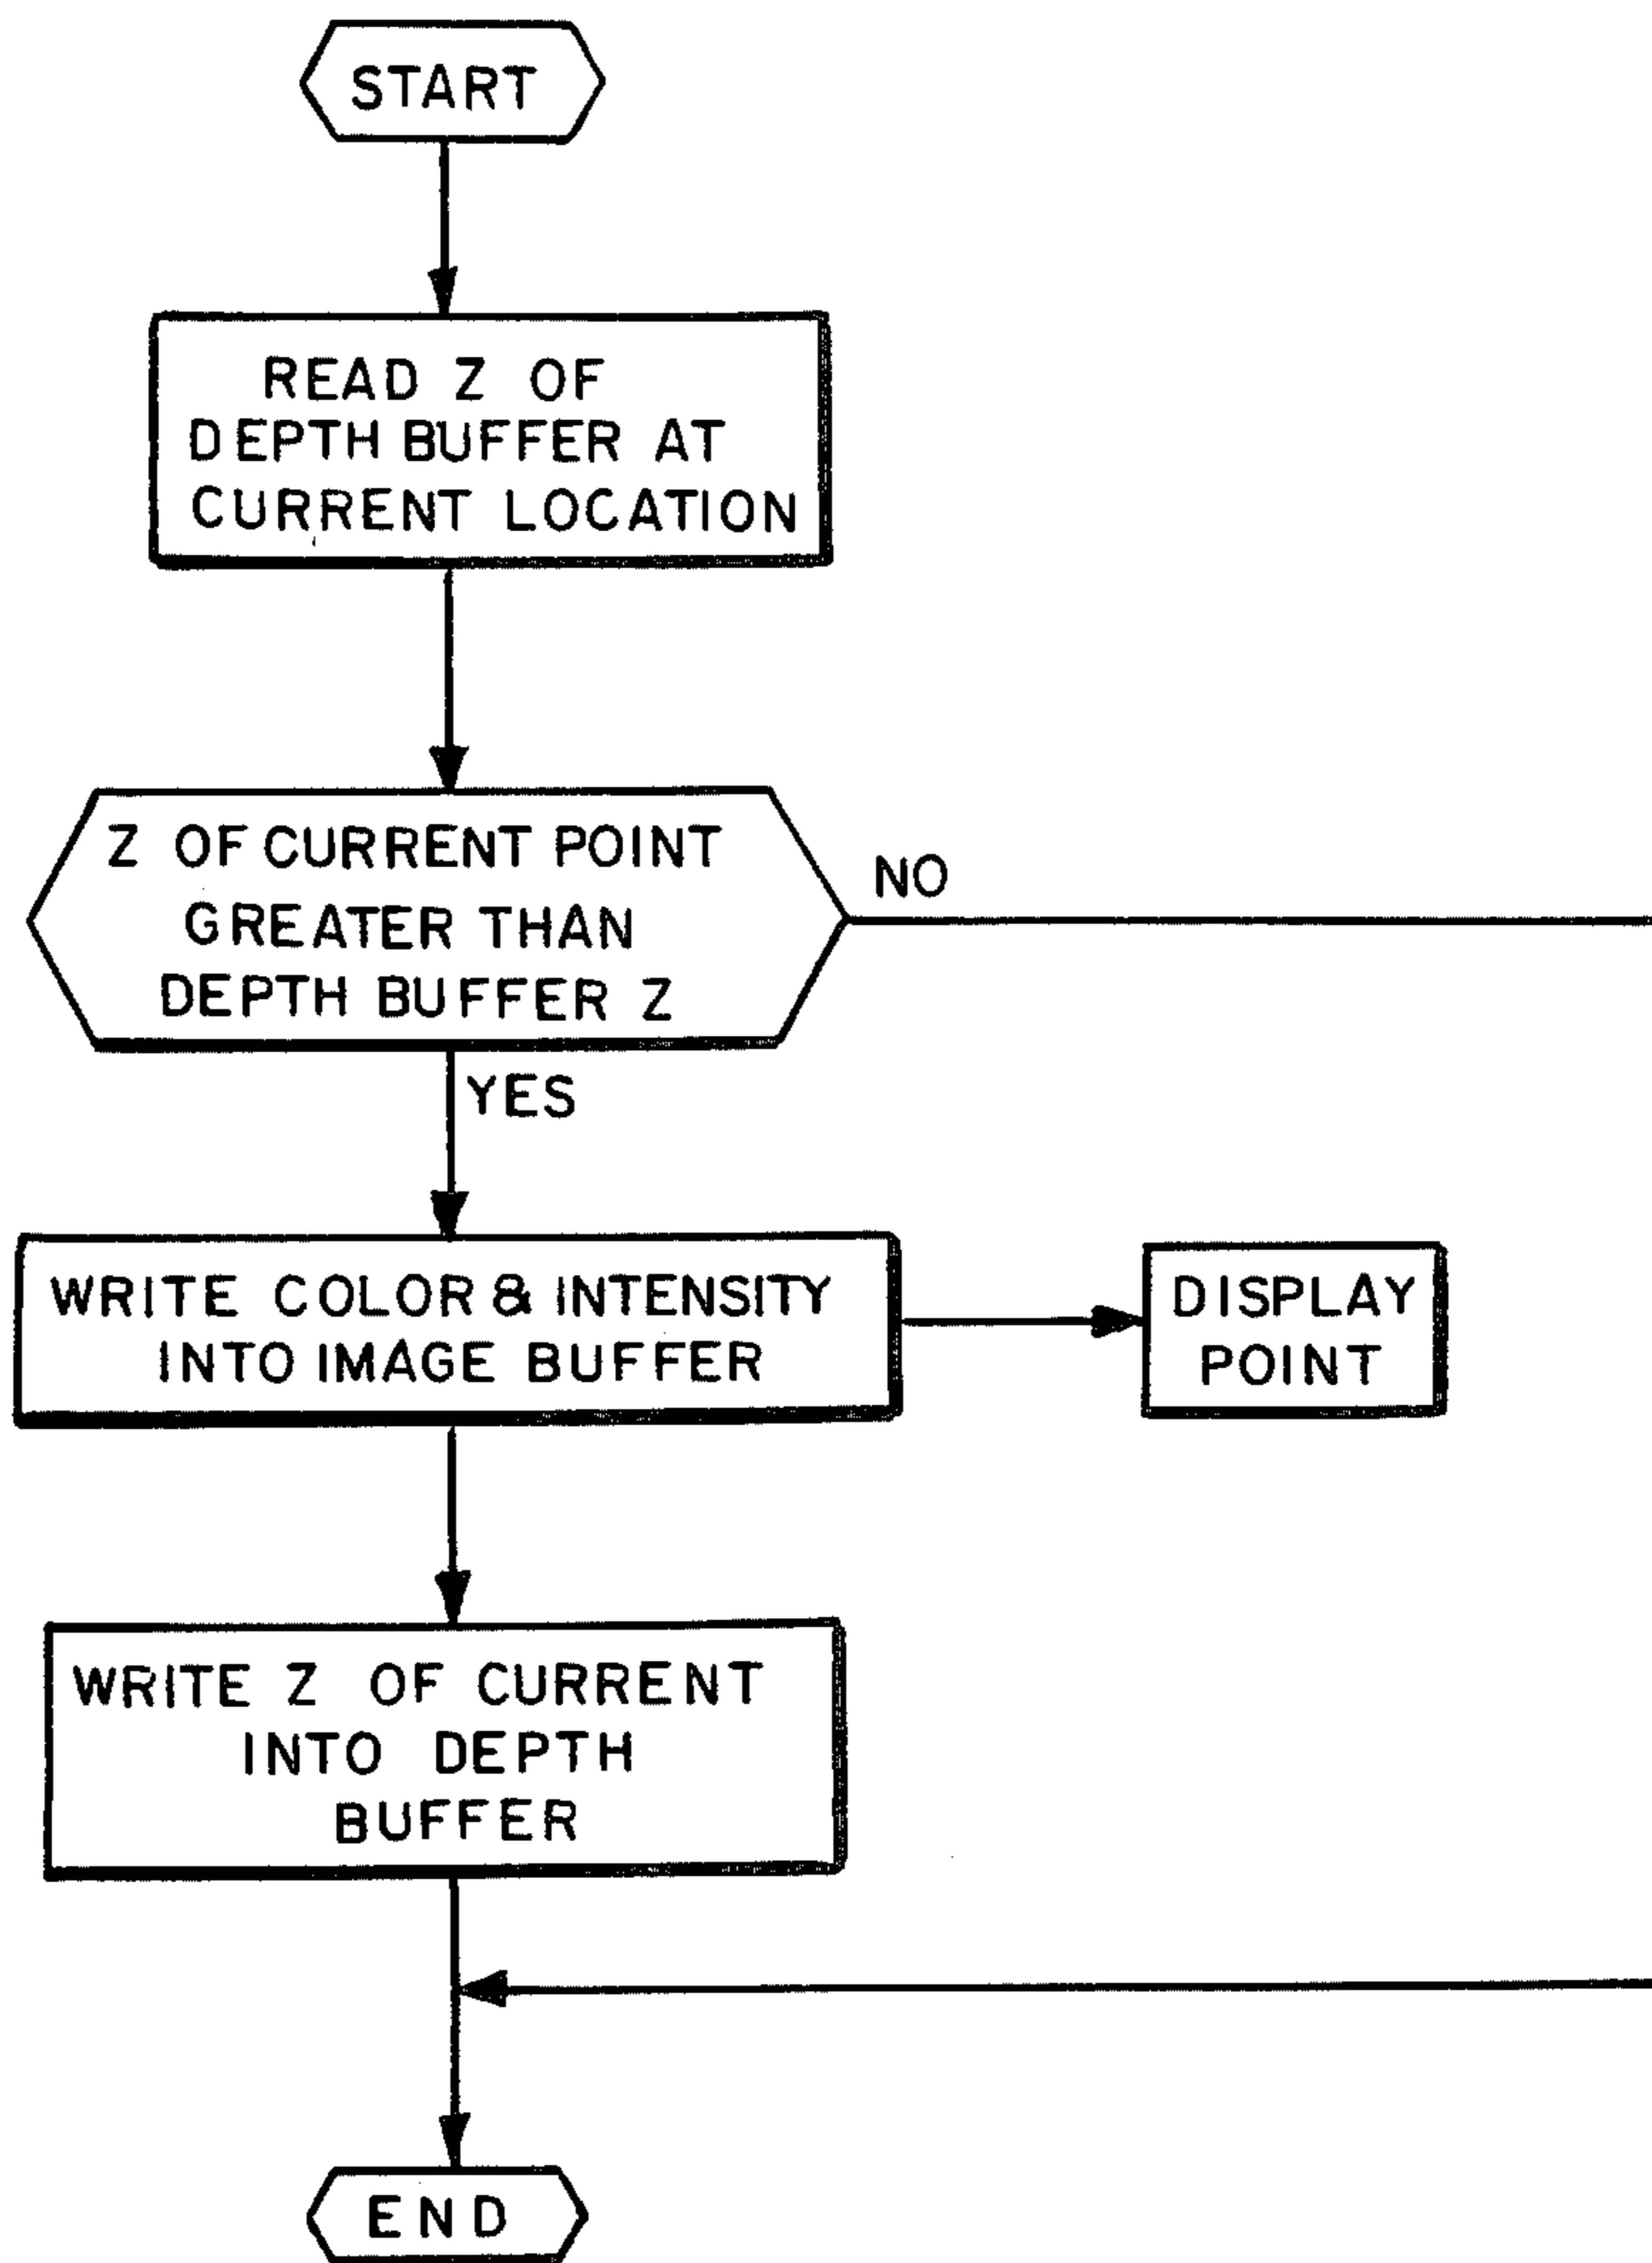 START
READ Z OF
DEPTH BUFFER AT
CURRENT LOCATION
Z OF CURRENT POINT
GREATER THAN
DEPTH BUFFER Z
NO
YES
WRITE COLOR & INTENSITY
INTO IMAGE BUFFER
DISPLAY
POINT
WRITE Z OF CURRENT
INTO DEPTH
BUFFER
END